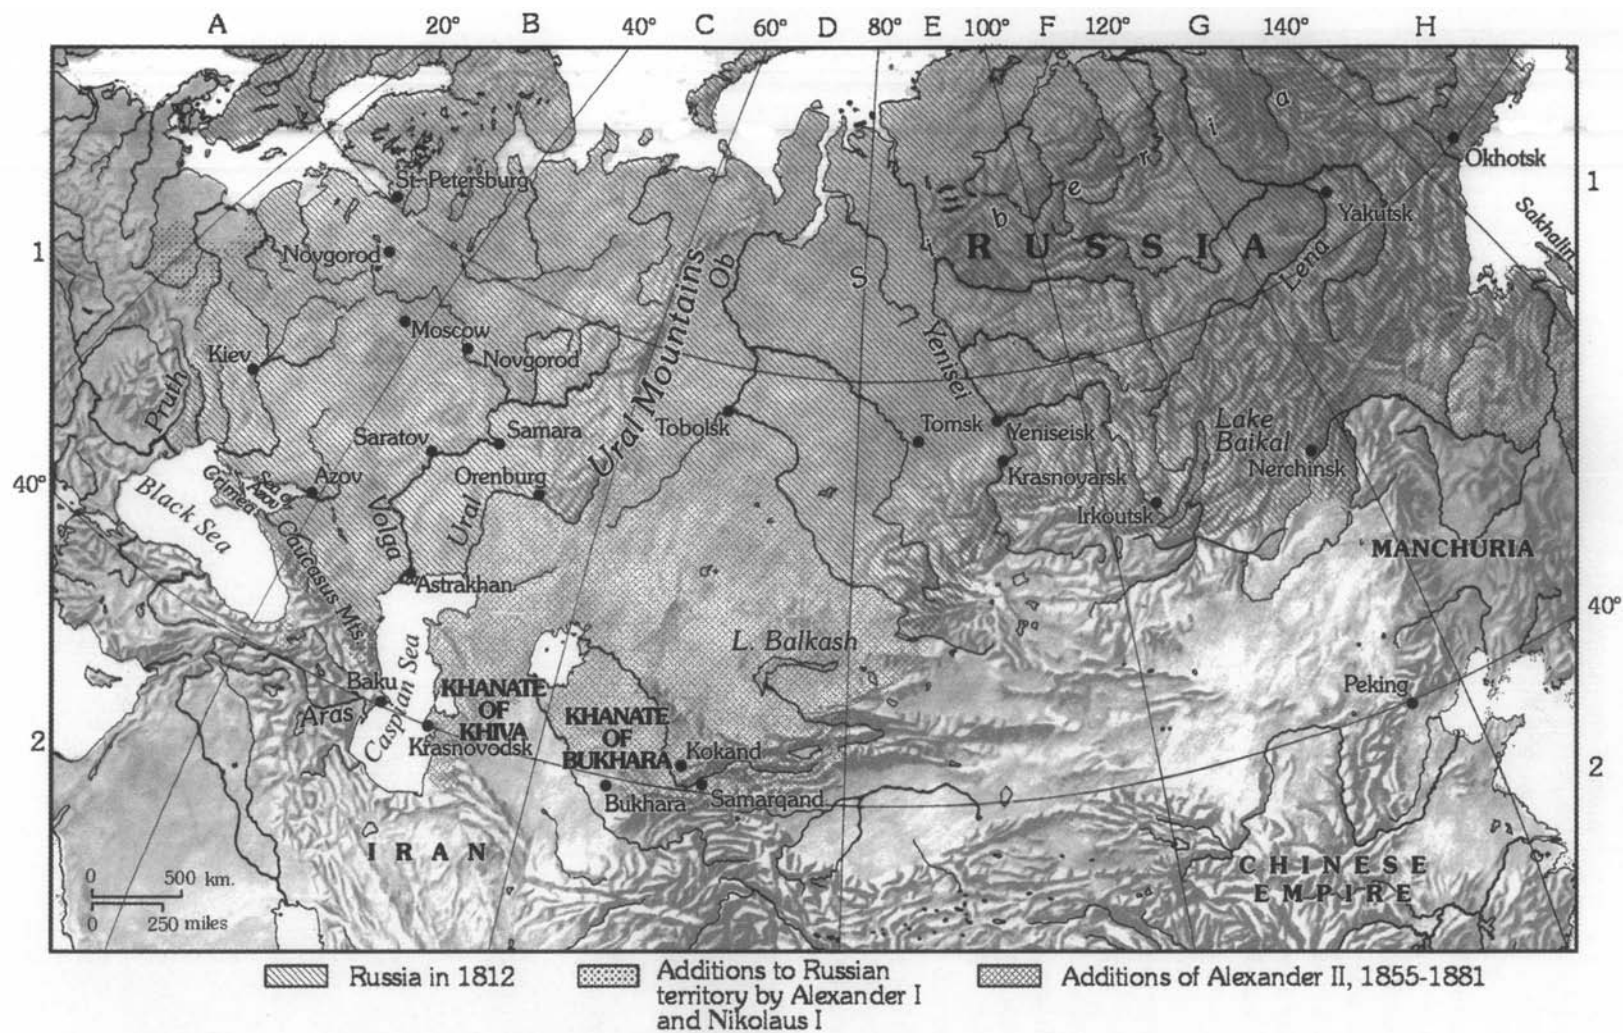 A 20° B 40° C 60° D 80° E 100° F 120° G 140° H
Okhotsk
St. Petersburg
1
Yakutsk
Sakhalin
S i b e r i a
Novgorod
RUSSIA
1
Ob
Lena
Moscow
Kiev
Novgorod
Ural Mountains
Yenisei
Pruth
Tobolsk
Tomsk
Yeniseisk
Lake
Baikal
Saratov
Samara
Nerchinsk
Krasnoyarsk
40°
Orenburg
Azov
Sea of
Azov
Crimea
Black Sea
Irkoutsk
Volga
Ural
MANCHURIA
Caucasus Mts.
Astrakhan
40°
L. Balkash
Caspian Sea
Baku
Aras
KHANATE
OF
KHIVA
Peking
KHANATE
OF
BUKHARA
2
Krasnovodsk
Kokand
2
Bukhara
Samarqand
IRAN
CHINESE
EMPIRE
0 500 km.
0 250 miles
Russia in 1812
Additions to Russian
territory by Alexander I
and Nikolaus I
Additions of Alexander II, 1855-1881